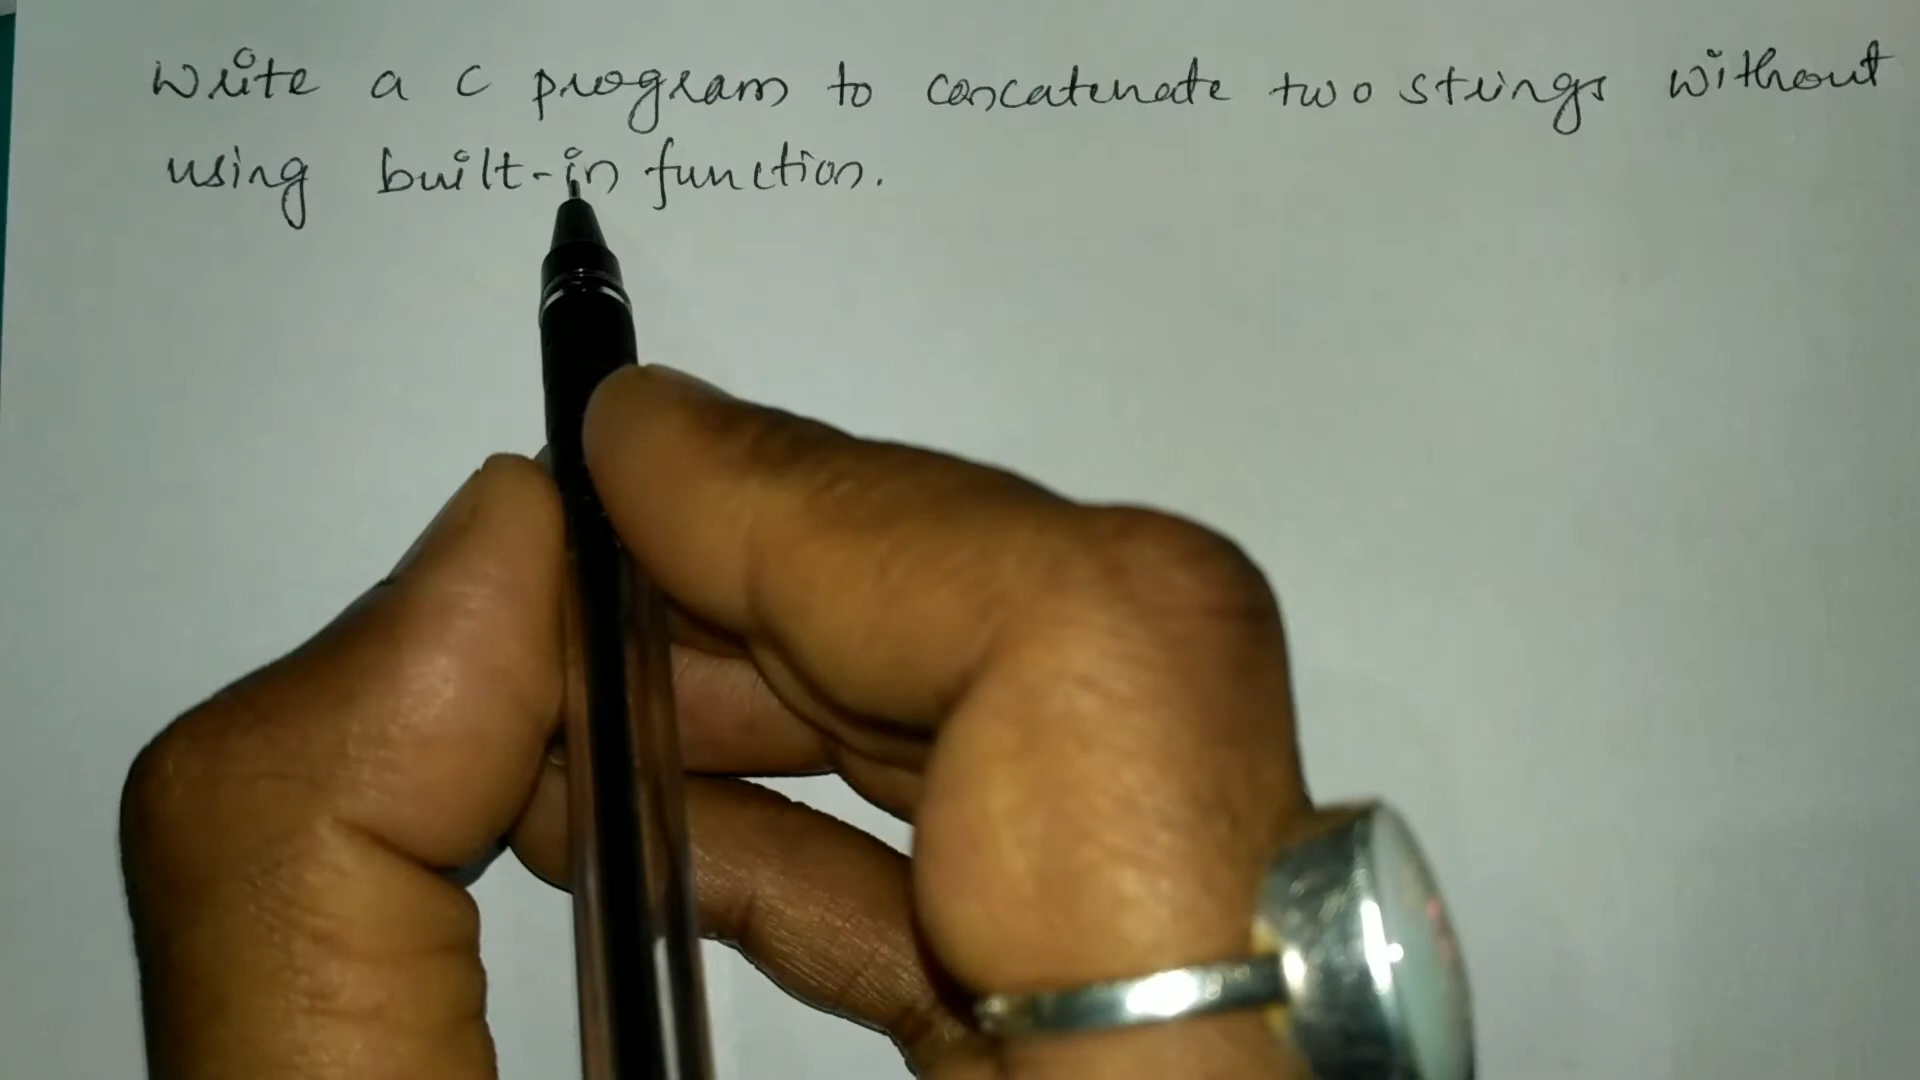 Write a C program to concatenate two strings without
using built-in function.